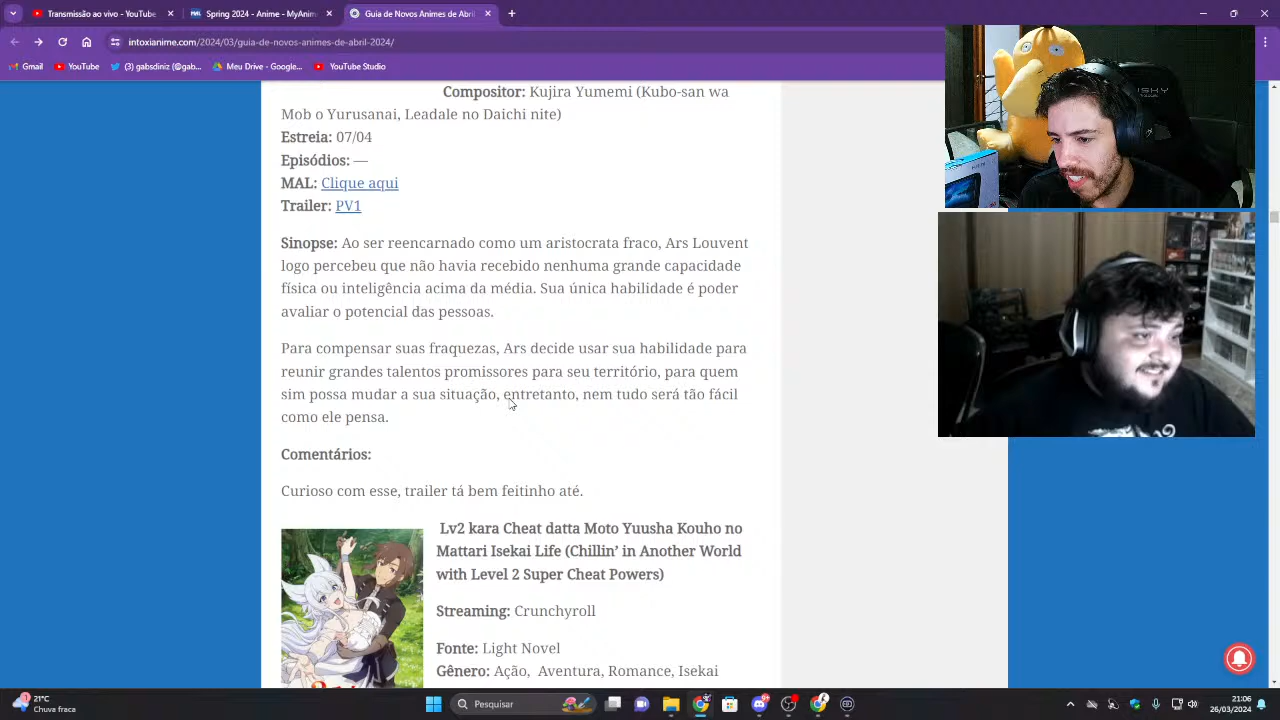 Transmissão ao vivo
Spring 2024 - Anime
intoxianime.com/2024/03/guia-de-novos-animes-de-abril-2024/
Gmail
YouTube
(3) gabsdiniz (@gab...
Meu Drive - Google...
YouTube Studio
Compositor: Kujira Yumemi (Kubo-san wa
Mob o Yurusanai, Leadale no Daichi nite)
Estreia: 07/04
Episódios: —
MAL: Clique aqui
Trailer: PV1
Sinopse: Ao ser reencarnado como um aristocrata fraco, Ars Louvent
logo percebeu que não havia recebido nenhuma grande capacidade
física ou inteligência acima da média. Sua única habilidade é poder
avaliar o potencial das pessoas.
Para compensar suas fraquezas, Ars decide usar sua habilidade para
reunir grandes talentos promissores para seu território, para quem
sim possa mudar a sua situação, entretanto, nem tudo será tão fácil
como ele pensa.
Comentários:
Curioso com esse, trailer tá bem feitinho até.
Lv2 kara Cheat datta Moto Yuusha Kouho no
Mattari Isekai Life (Chillin’ in Another World
with Level 2 Super Cheat Powers)
Streaming: Crunchyroll
Fonte: Light Novel
Gênero: Ação, Aventura, Romance, Isekai
21°C
Chuva fraca
Pesquisar
21:06
26/03/2024